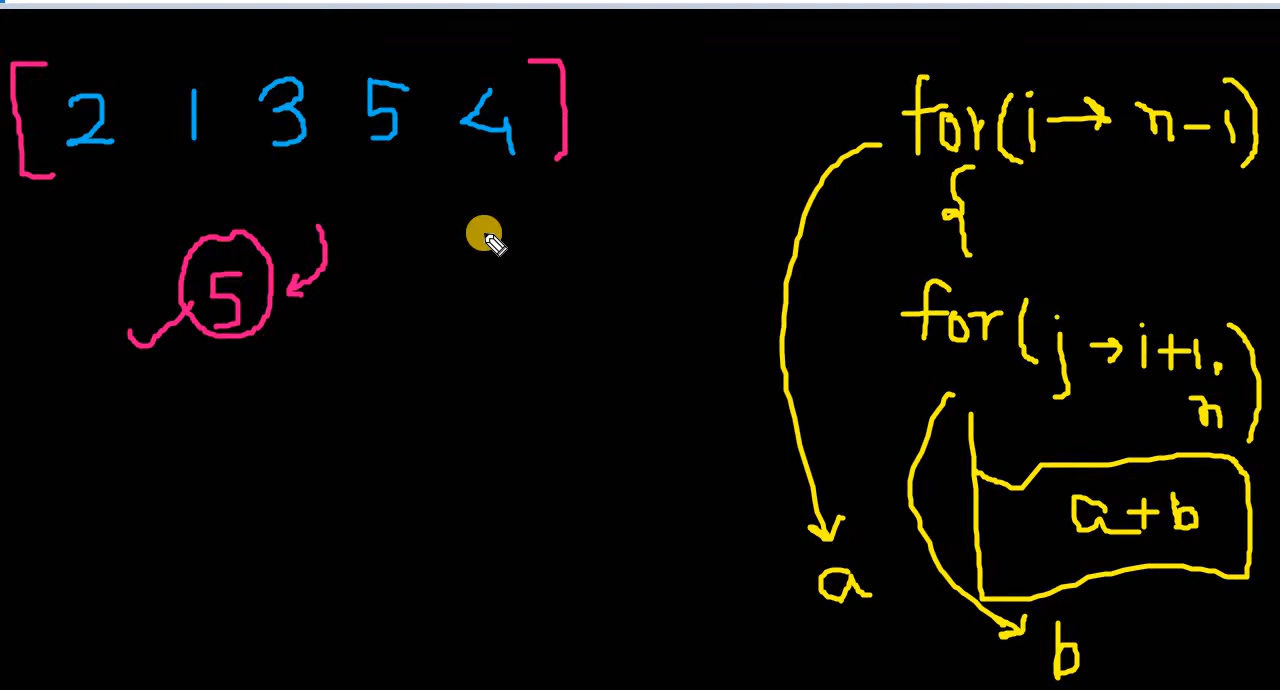 [ 2 1 3 5 4 ]
5
for(i → n-1)
{
for(j → i+1,
n)
a+b
a
b